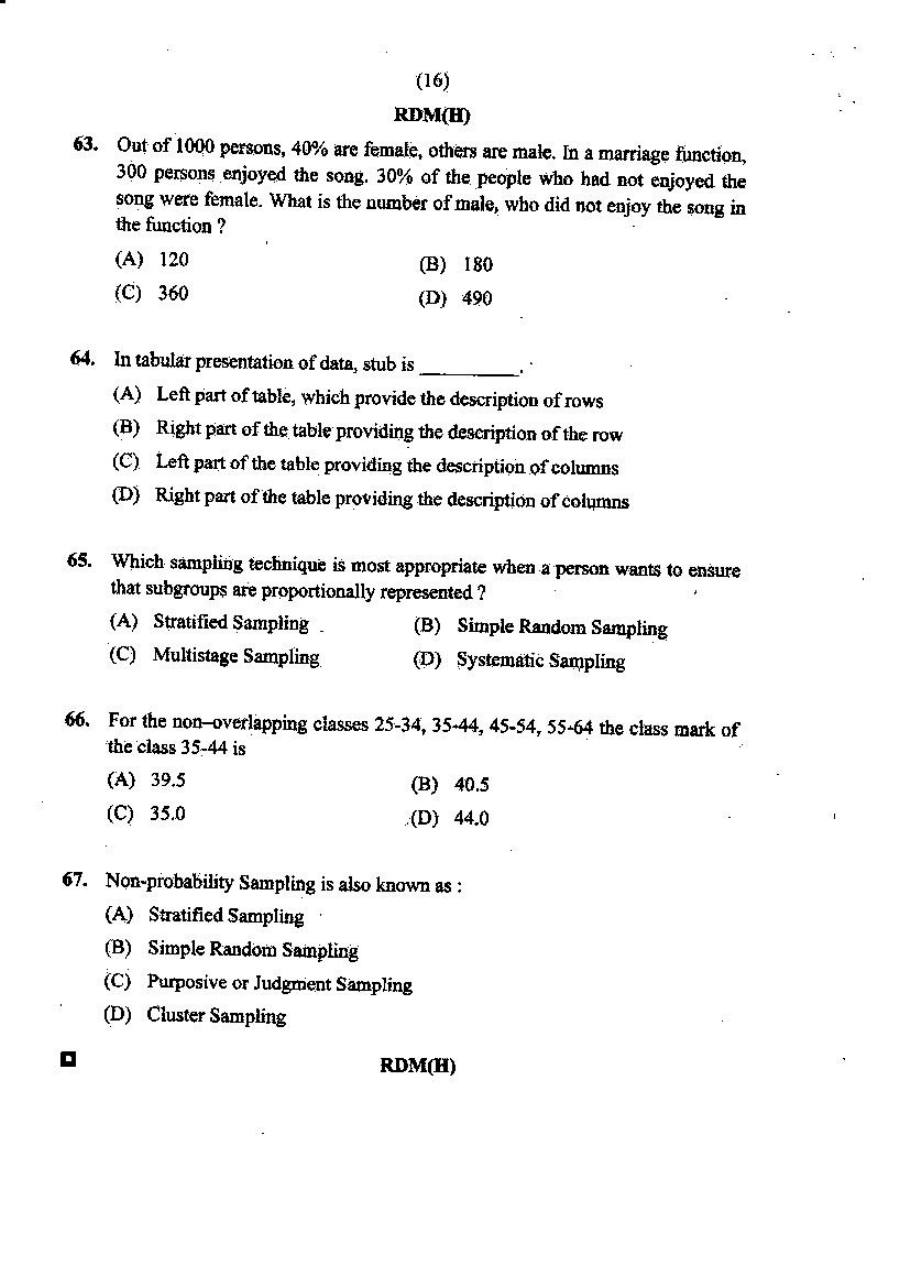 (16)
RDM(H)
63. Out of 1000 persons, 40% are female, others are male. In a marriage function,
300 persons enjoyed the song. 30% of the people who had not enjoyed the
song were female. What is the number of male, who did not enjoy the song in
the function ?
(A) 120 (B) 180
(C) 360 (D) 490
64. In tabular presentation of data, stub is _________.
(A) Left part of table, which provide the description of rows
(B) Right part of the table providing the description of the row
(C) Left part of the table providing the description of columns
(D) Right part of the table providing the description of columns
65. Which sampling technique is most appropriate when a person wants to ensure
that subgroups are proportionally represented ?
(A) Stratified Sampling (B) Simple Random Sampling
(C) Multistage Sampling (D) Systematic Sampling
66. For the non–overlapping classes 25-34, 35-44, 45-54, 55-64 the class mark of
the class 35-44 is
(A) 39.5 (B) 40.5
(C) 35.0 (D) 44.0
67. Non-probability Sampling is also known as :
(A) Stratified Sampling
(B) Simple Random Sampling
(C) Purposive or Judgment Sampling
(D) Cluster Sampling
RDM(H)